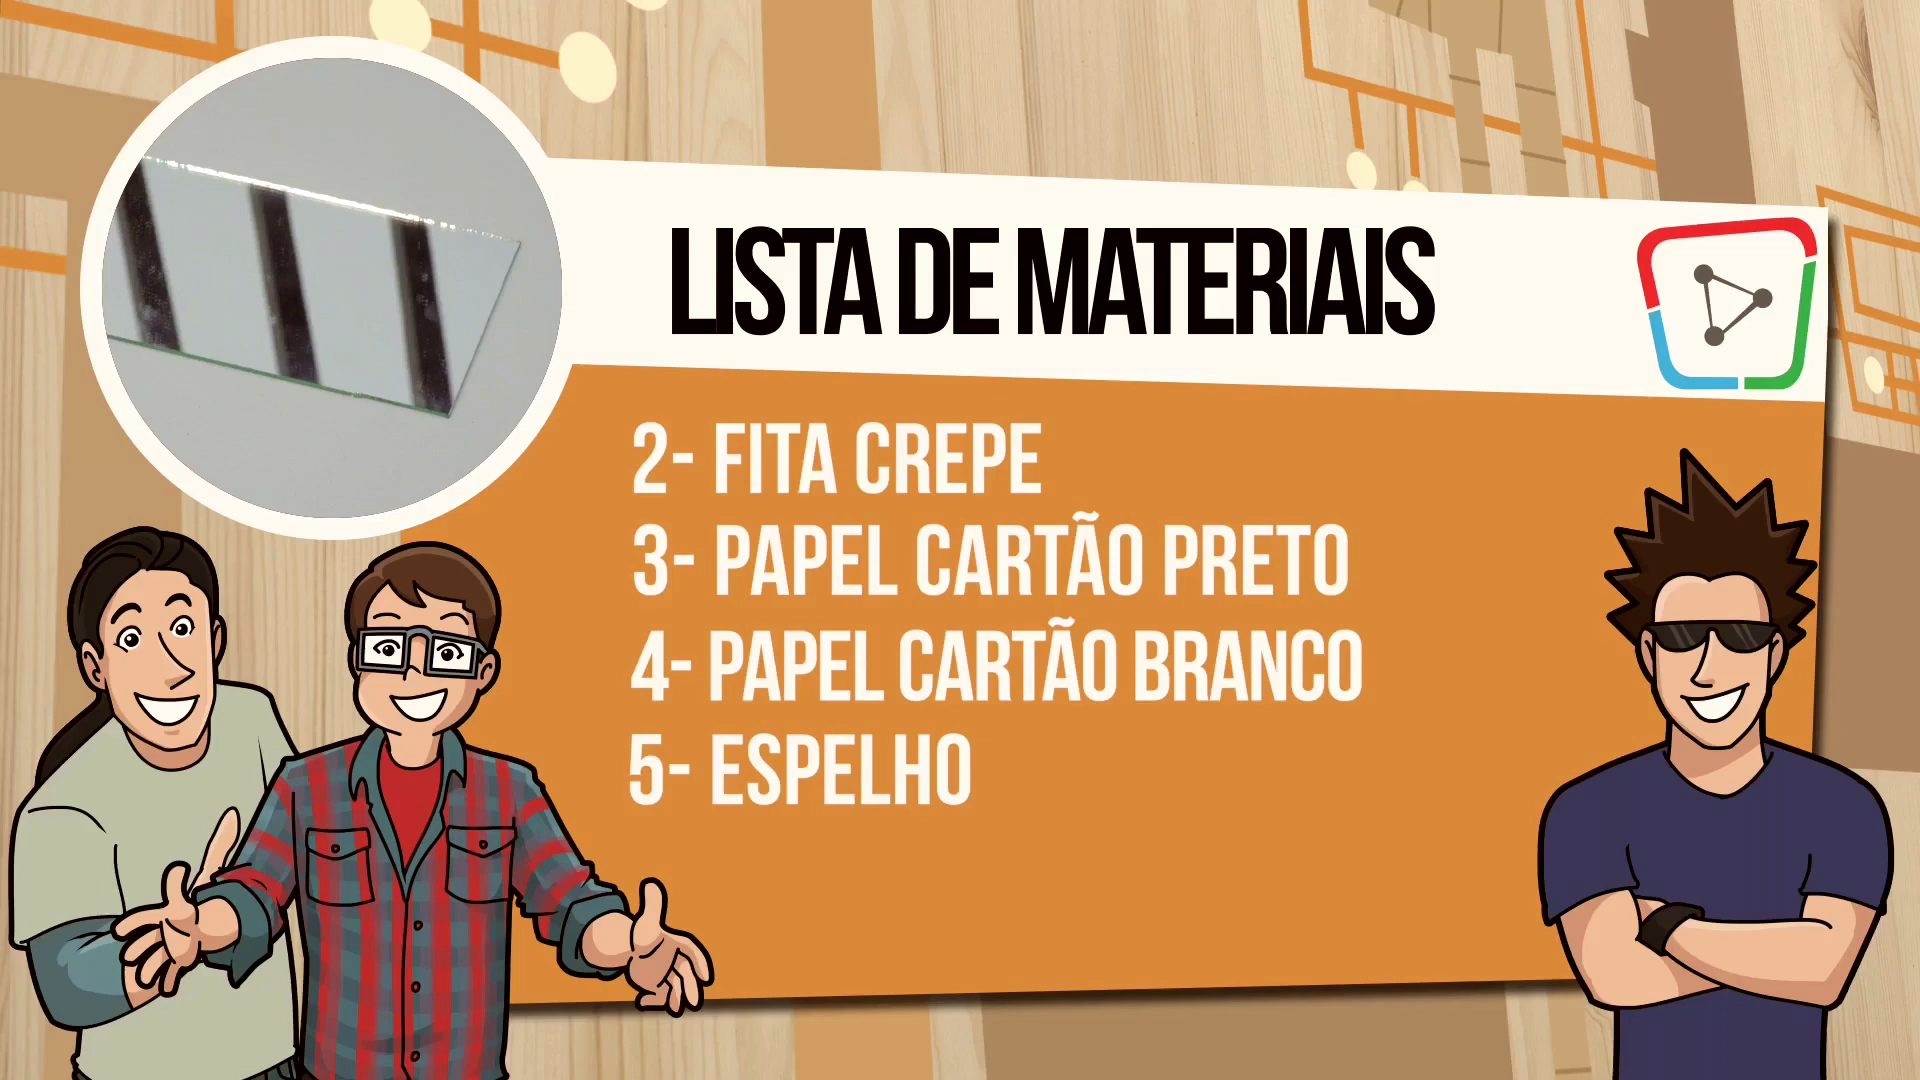 LISTA DE MATERIAIS
2- FITA CREPE
3- PAPEL CARTÃO PRETO
4- PAPEL CARTÃO BRANCO
5- ESPELHO